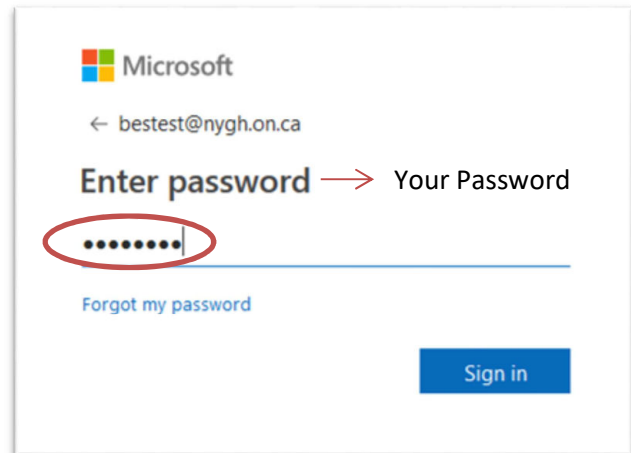 Microsoft
← bestest@nygh.on.ca
Enter password → Your Password
••••••••
Forgot my password
Sign in